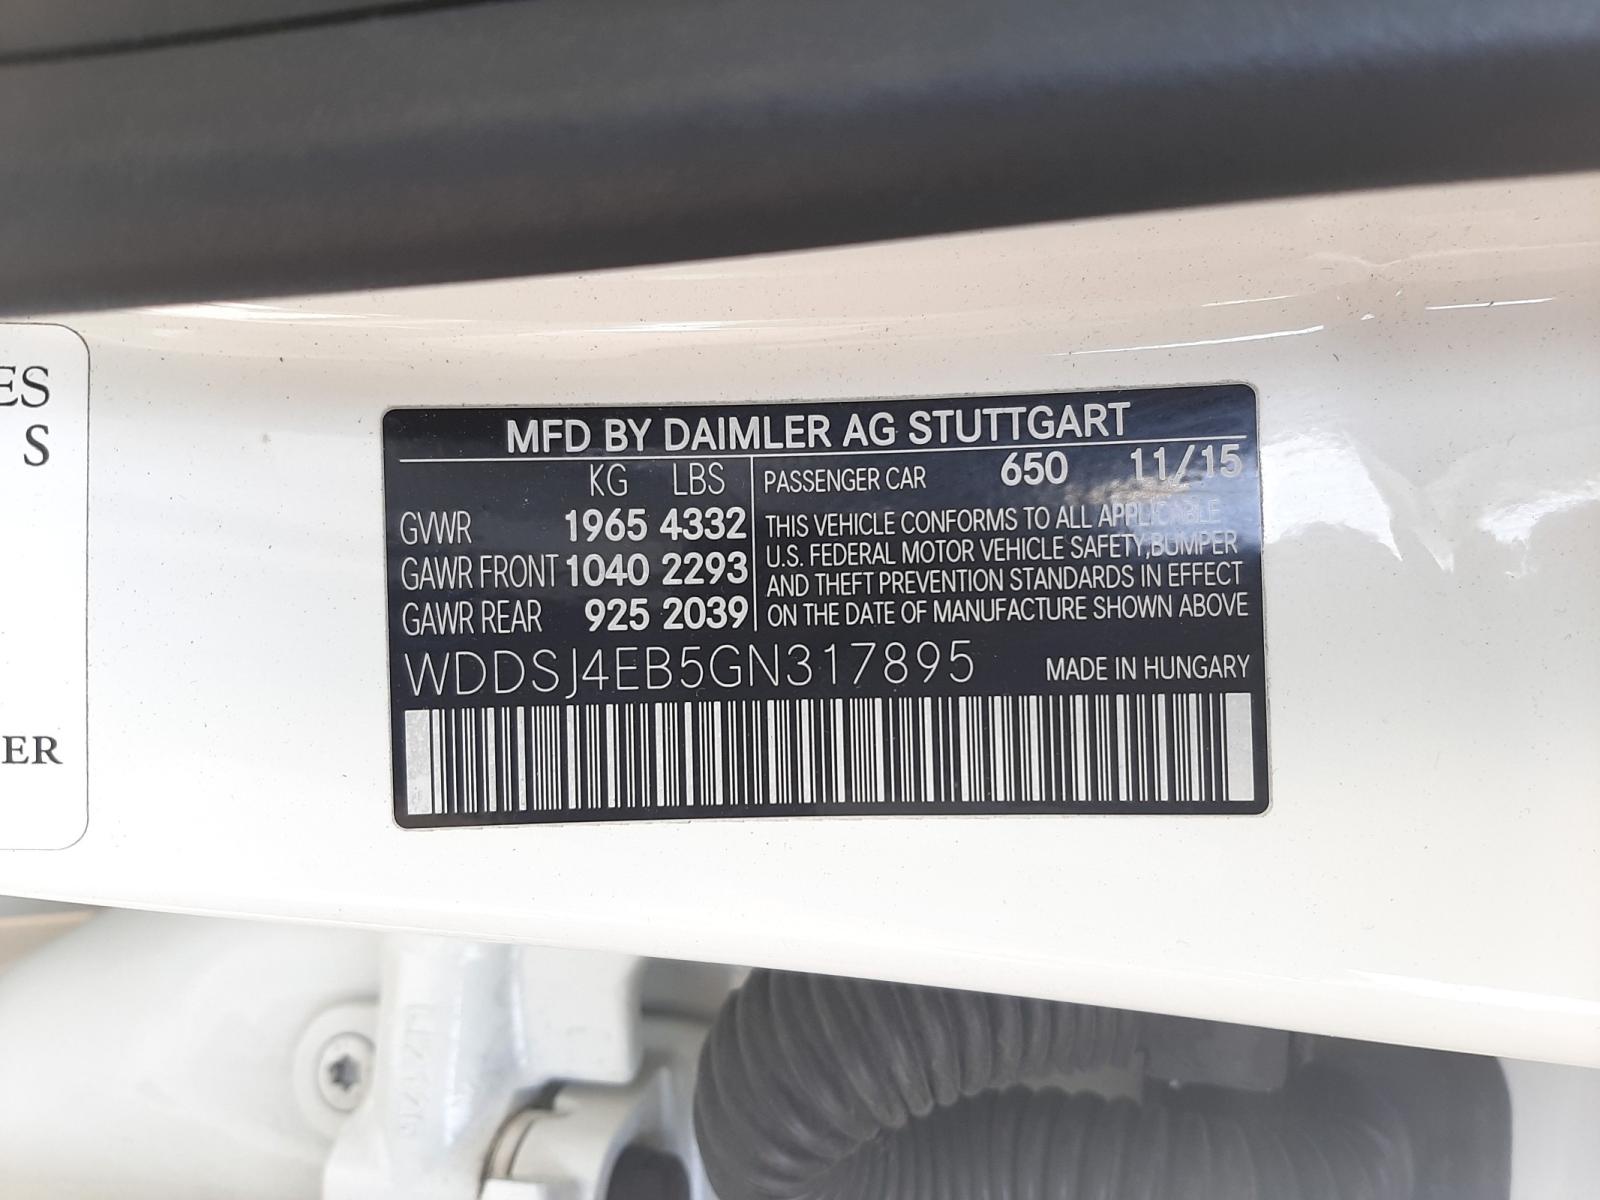 ES
S
ER
MFD BY DAIMLER AG STUTTGART
KG LBS
GVWR 1965 4332
GAWR FRONT 1040 2293
GAWR REAR 925 2039
PASSENGER CAR 650 11/15
THIS VEHICLE CONFORMS TO ALL APPLICABLE
U.S. FEDERAL MOTOR VEHICLE SAFETY,BUMPER
AND THEFT PREVENTION STANDARDS IN EFFECT
ON THE DATE OF MANUFACTURE SHOWN ABOVE
WDDSJ4EB5GN317895 MADE IN HUNGARY